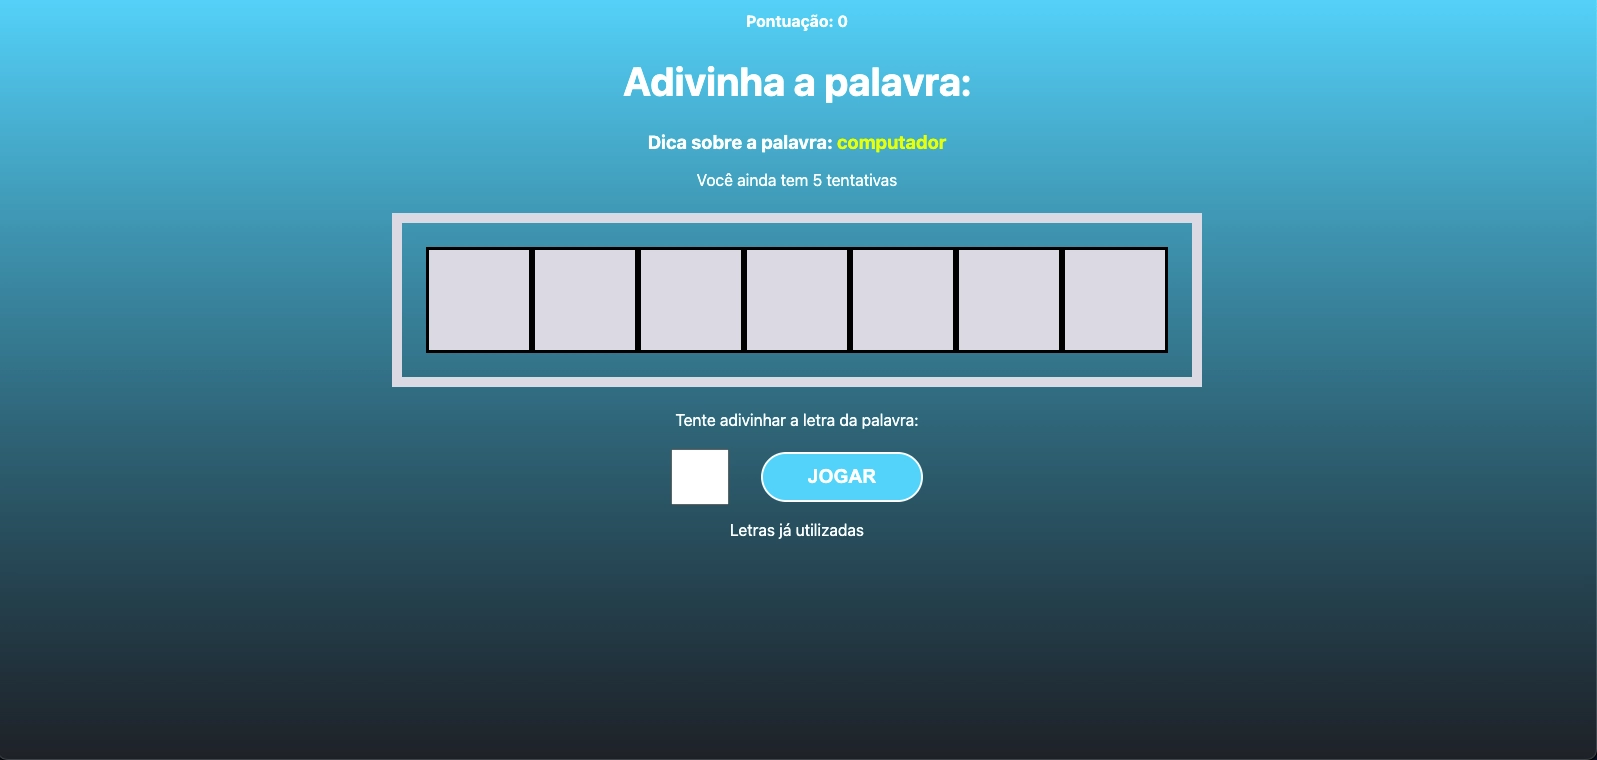 Pontuação: 0
Adivinha a palavra:
Dica sobre a palavra: computador
Você ainda tem 5 tentativas
Tente adivinhar a letra da palavra:
JOGAR
Letras já utilizadas